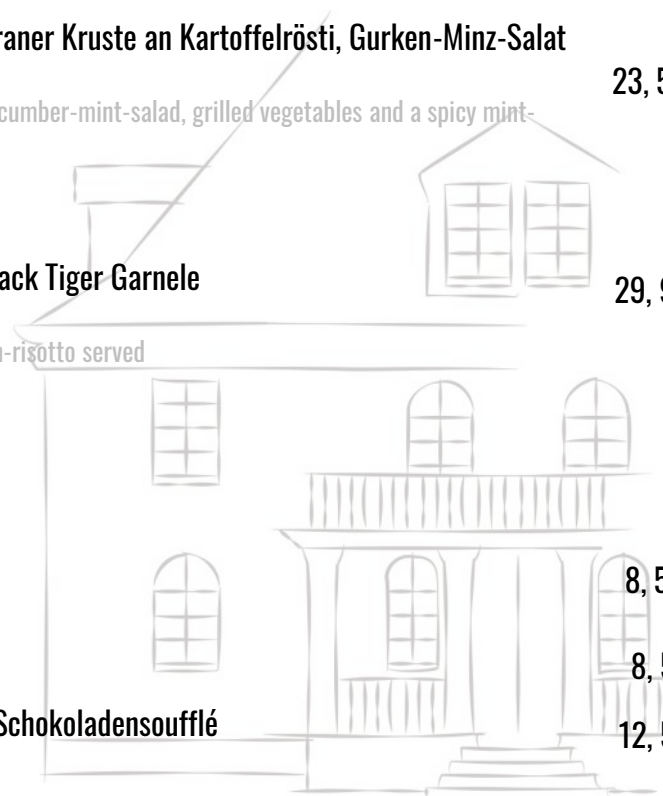 raner Kruste an Kartoffelrösti, Gurken-Minz-Salat
23, 5
cumber-mint-salad, grilled vegetables and a spicy mint-
ack Tiger Garnele
29, 9
-risotto served
8, 5
8, 5
Schokoladensoufflé
12, 5